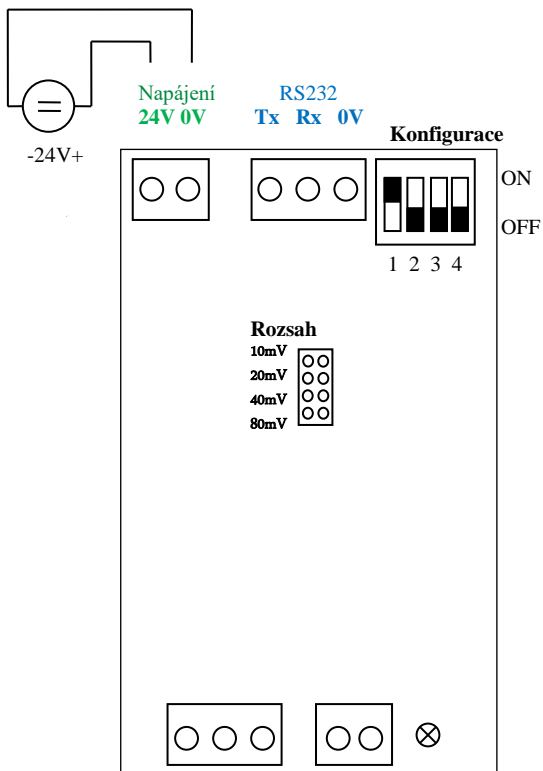 Napájení
24V 0V
RS232
Tx Rx 0V
Konfigurace
-24V+
ON
OFF
1 2 3 4
Rozsah
10mV
20mV
40mV
80mV